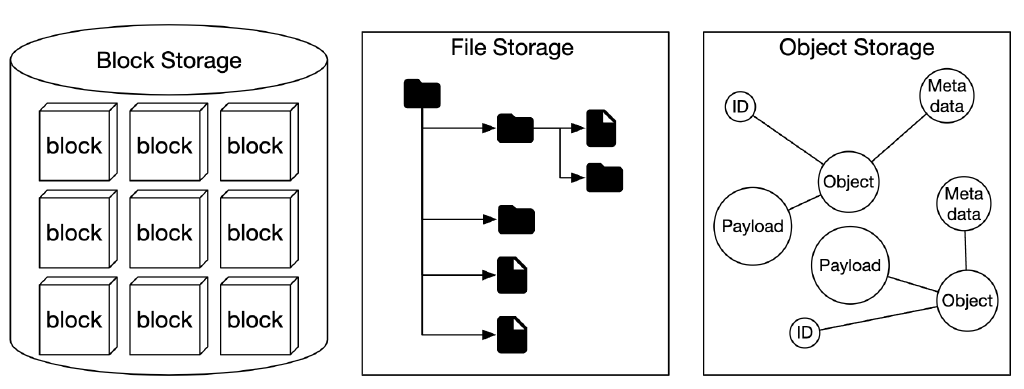 Block Storage
block
block
block
block
block
block
block
block
block
File Storage
Object Storage
ID
Meta
data
Object
Payload
Meta
data
Payload
Object
ID